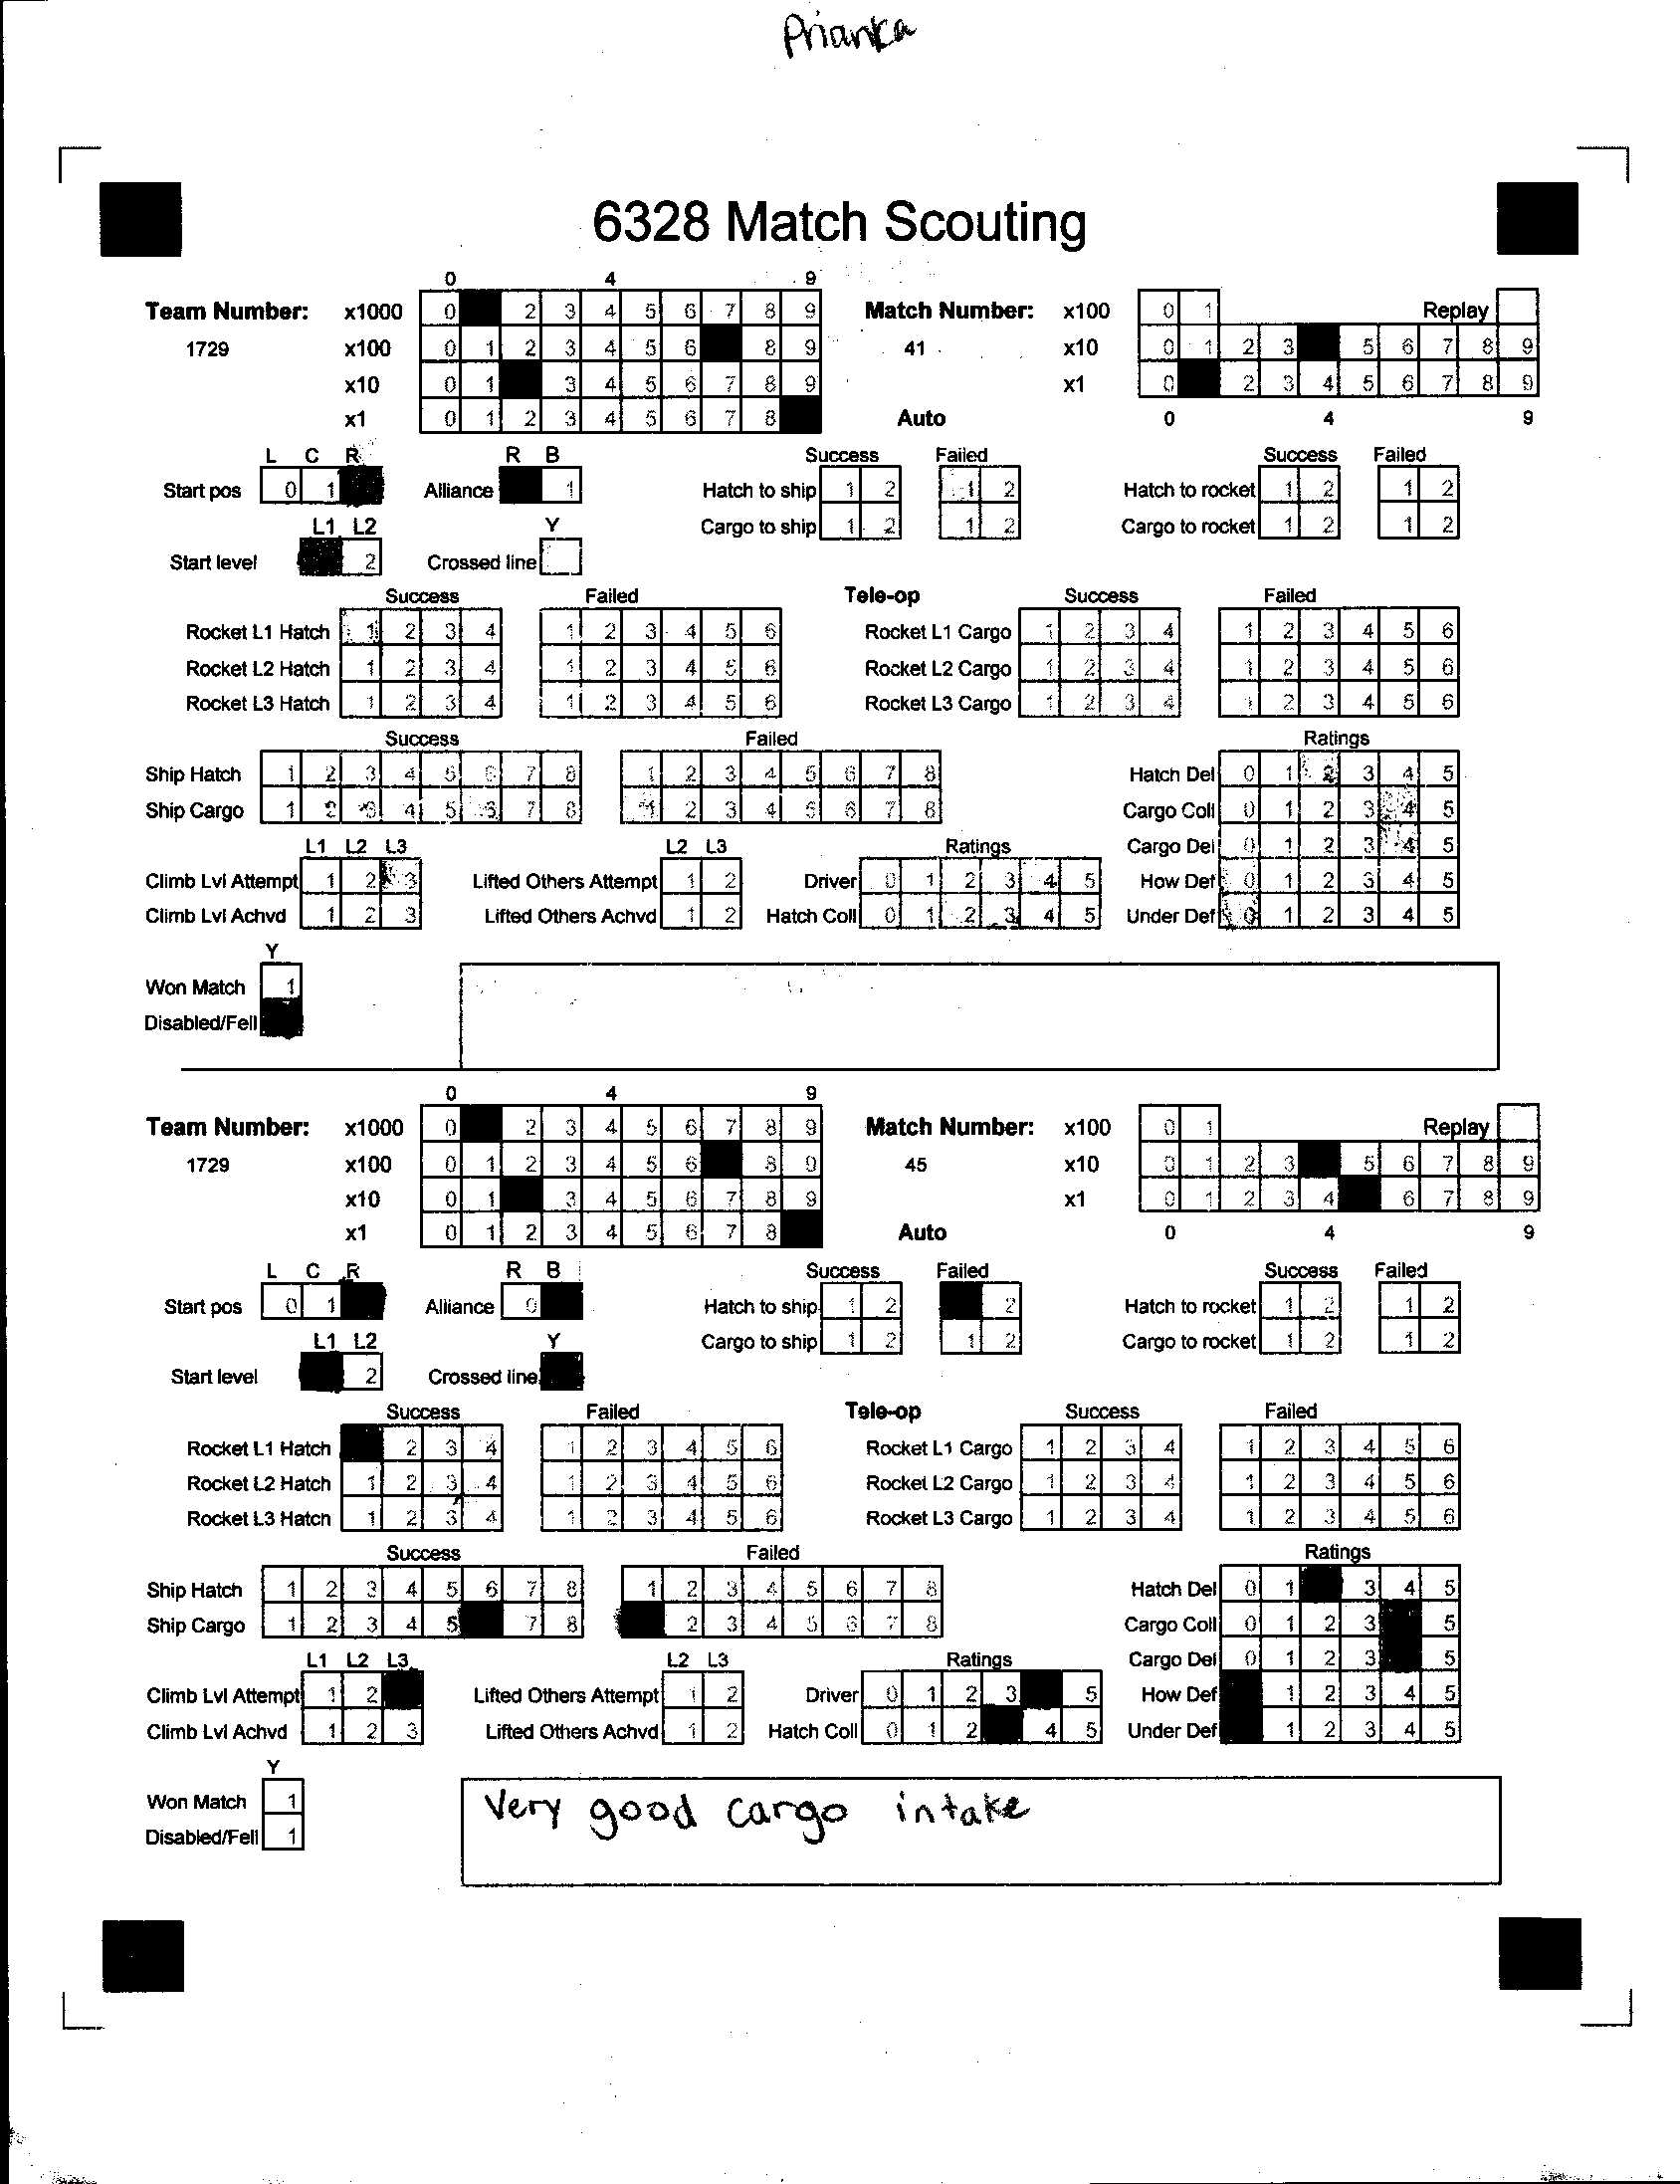 Prianka
6328 Match Scouting
0 4 9
Team Number: x1000 0 2 3 4 5 6 7 8 9 Match Number: x100 0 1 Replay
1729 x100 0 1 2 3 4 5 6 8 9 41 x10 0 1 2 3 5 6 7 8 9
x10 0 1 3 4 5 6 7 8 9 x1 0 2 3 4 5 6 7 8 9
x1 0 1 2 3 4 5 6 7 8 Auto 0 4 9
L C R R B Success Failed Success Failed
Start pos 0 1 Alliance 1 Hatch to ship 1 2 1 2 Hatch to rocket 1 2 1 2
L1 L2 Y Cargo to ship 1 2 1 2 Cargo to rocket 1 2 1 2
Start level 2 Crossed line
Success Failed Tele-op Success Failed
Rocket L1 Hatch 1 2 3 4 1 2 3 4 5 6 Rocket L1 Cargo 1 2 3 4 1 2 3 4 5 6
Rocket L2 Hatch 1 2 3 4 1 2 3 4 5 6 Rocket L2 Cargo 1 2 3 4 1 2 3 4 5 6
Rocket L3 Hatch 1 2 3 4 1 2 3 4 5 6 Rocket L3 Cargo 1 2 3 4 1 2 3 4 5 6
Success Failed Ratings
Ship Hatch 1 2 3 4 5 6 7 8 1 2 3 4 5 6 7 8 Hatch Del 0 1 2 3 4 5
Ship Cargo 1 2 3 4 5 6 7 8 1 2 3 4 5 6 7 8 Cargo Coll 0 1 2 3 4 5
L1 L2 L3 L2 L3 Ratings Cargo Del 0 1 2 3 4 5
Climb Lvl Attempt 1 2 3 Lifted Others Attempt 1 2 Driver 0 1 2 3 4 5 How Def 0 1 2 3 4 5
Climb Lvl Achvd 1 2 3 Lifted Others Achvd 1 2 Hatch Coll 0 1 2 3 4 5 Under Def 0 1 2 3 4 5
Y
Won Match 1
Disabled/Fell
0 4 9
Team Number: x1000 0 2 3 4 5 6 7 8 9 Match Number: x100 0 1 Replay
1729 x100 0 1 2 3 4 5 6 8 9 45 x10 0 1 2 3 5 6 7 8 9
x10 0 1 3 4 5 6 7 8 9 x1 0 1 2 3 4 6 7 8 9
x1 0 1 2 3 4 5 6 7 8 Auto 0 4 9
L C R R B Success Failed Success Failed
Start pos 0 1 Alliance 0 Hatch to ship 1 2 2 Hatch to rocket 1 2 1 2
L1 L2 Y Cargo to ship 1 2 1 2 Cargo to rocket 1 2 1 2
Start level 2 Crossed line
Success Failed Tele-op Success Failed
Rocket L1 Hatch 2 3 4 1 2 3 4 5 6 Rocket L1 Cargo 1 2 3 4 1 2 3 4 5 6
Rocket L2 Hatch 1 2 3 4 1 2 3 4 5 6 Rocket L2 Cargo 1 2 3 4 1 2 3 4 5 6
Rocket L3 Hatch 1 2 3 4 1 2 3 4 5 6 Rocket L3 Cargo 1 2 3 4 1 2 3 4 5 6
Success Failed Ratings
Ship Hatch 1 2 3 4 5 6 7 8 1 2 3 4 5 6 7 8 Hatch Del 0 1 3 4 5
Ship Cargo 1 2 3 4 5 7 8 2 3 4 5 6 7 8 Cargo Coll 0 1 2 3 5
L1 L2 L3 L2 L3 Ratings Cargo Del 0 1 2 3 5
Climb Lvl Attempt 1 2 Lifted Others Attempt 1 2 Driver 0 1 2 3 5 How Def 1 2 3 4 5
Climb Lvl Achvd 1 2 3 Lifted Others Achvd 1 2 Hatch Coll 0 1 2 4 5 Under Def 1 2 3 4 5
Y
Won Match 1
Disabled/Fell 1
Very good cargo intake